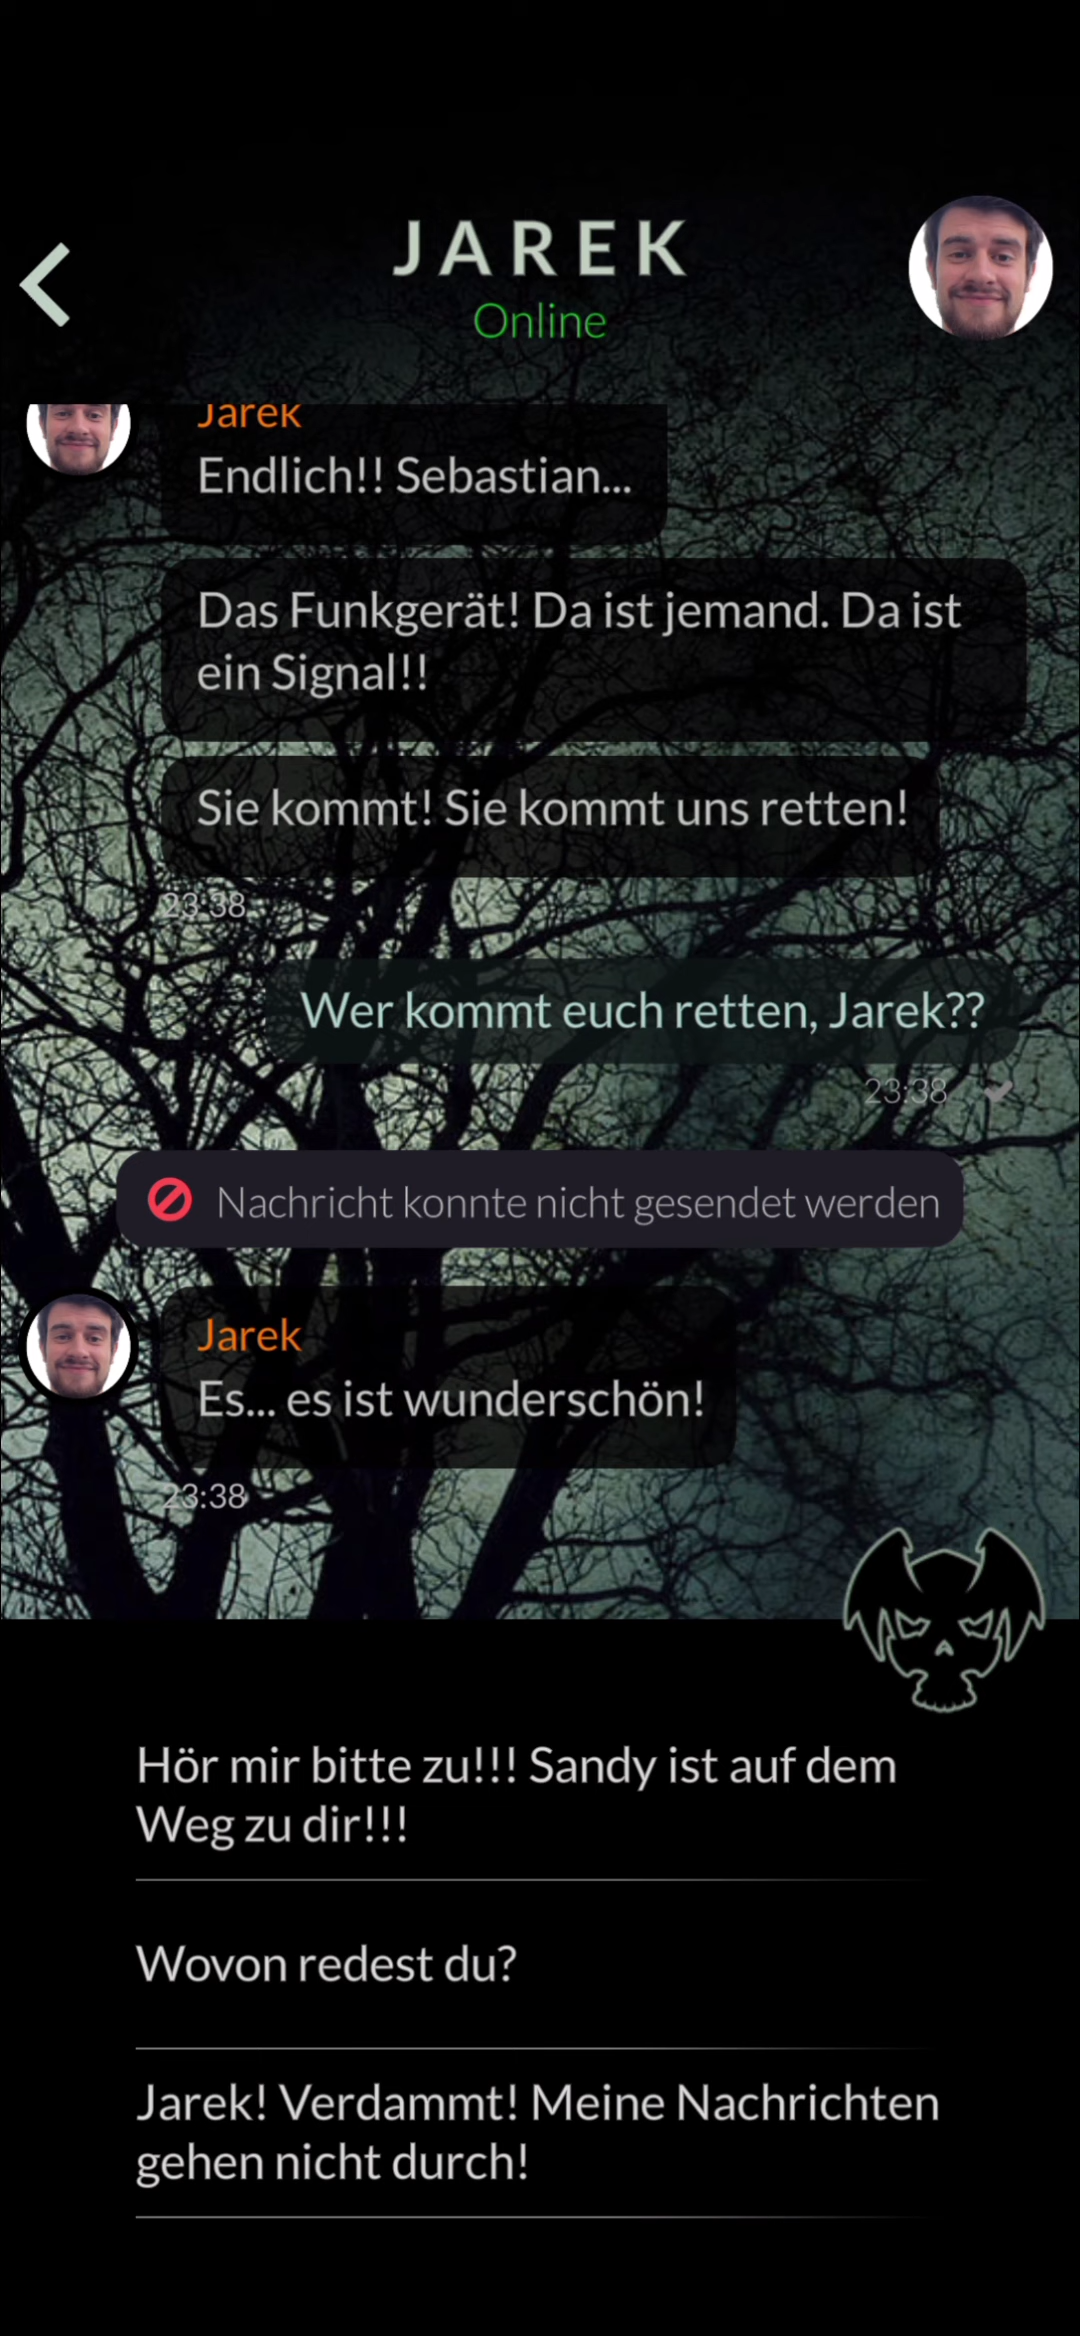 JAREK
Online
Jarek
Endlich!! Sebastian...
Das Funkgerät! Da ist jemand. Da ist
ein Signal!!
Sie kommt! Sie kommt uns retten!
23:38
Wer kommt euch retten, Jarek??
23:38
Nachricht konnte nicht gesendet werden
Jarek
Es... es ist wunderschön!
23:38
Hör mir bitte zu!!! Sandy ist auf dem
Weg zu dir!!!
Wovon redest du?
Jarek! Verdammt! Meine Nachrichten
gehen nicht durch!